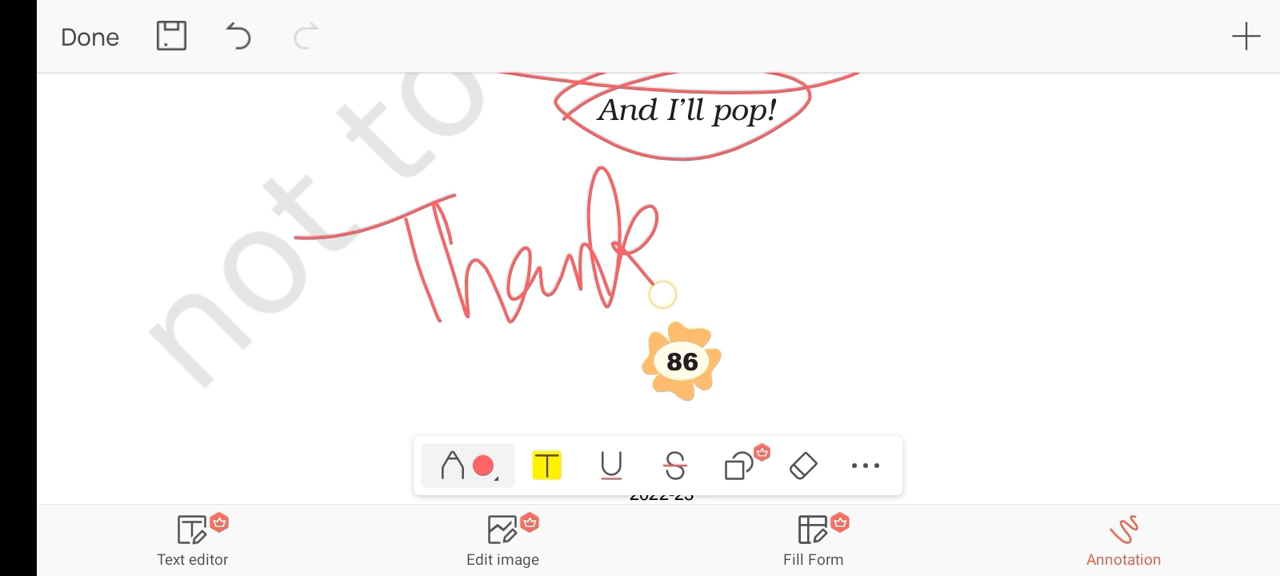 Done
not to
And I'll pop!
Thank
86
T U S
2022-23
Text editor
Edit image
Fill Form
Annotation